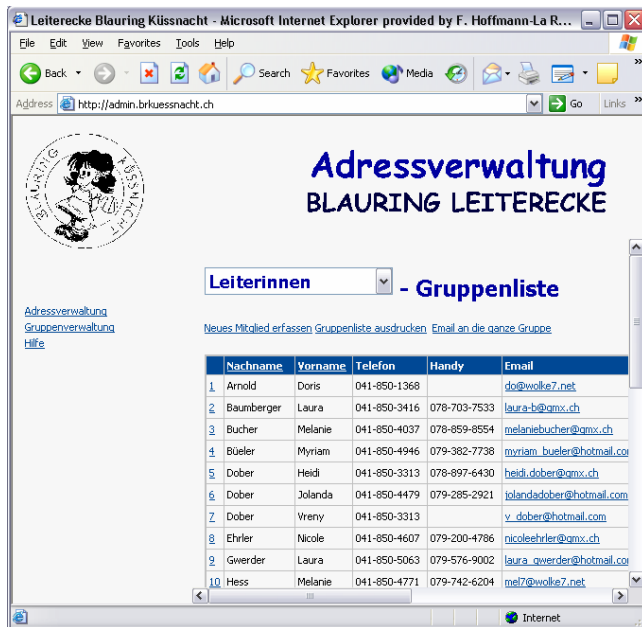 Leiterecke Blauring Küssnacht - Microsoft Internet Explorer provided by F. Hoffmann-La R...
File Edit View Favorites Tools Help
Back Search Favorites Media
Address http://admin.brkuessnacht.ch Go Links
BLAURING KÜSSNACHT
Adressverwaltung
BLAURING LEITERECKE
Leiterinnen - Gruppenliste
Adressverwaltung
Gruppenverwaltung
Hilfe
Neues Mitglied erfassen Gruppenliste ausdrucken Email an die ganze Gruppe
Nachname Vorname Telefon Handy Email
1 Arnold Doris 041-850-1368 do@wolke7.net
2 Baumberger Laura 041-850-3416 078-703-7533 laura-b@gmx.ch
3 Bucher Melanie 041-850-4037 078-859-8554 melaniebucher@gmx.ch
4 Büeler Myriam 041-850-4946 079-382-7738 myriam_bueler@hotmail.co
5 Dober Heidi 041-850-3313 078-897-6430 heidi.dober@gmx.ch
6 Dober Jolanda 041-850-4479 079-285-2921 jolandadober@hotmail.com
7 Dober Vreny 041-850-3313 v_dober@hotmail.com
8 Ehrler Nicole 041-850-4607 079-200-4786 nicoleehrler@gmx.ch
9 Gwerder Laura 041-850-5063 079-576-9002 laura_gwerder@hotmail.co
10 Hess Melanie 041-850-4771 079-742-6204 mel7@wolke7.net
Internet